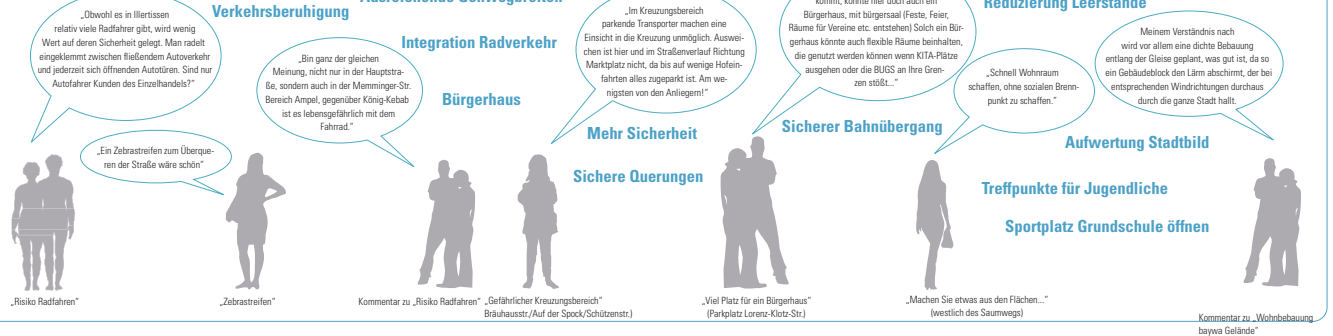 Verkehrsberuhigung
Reduzierung Leerstände
„Obwohl es in Illertissen
relativ viele Radfahrer gibt, wird wenig
Wert auf deren Sicherheit gelegt. Man radelt
eingeklemmt zwischen fließendem Autoverkehr
und jederzeit sich öffnenden Autotüren. Sind nur
Autofahrer Kunden des Einzelhandels?“
Integration Radverkehr
„Bin ganz der gleichen
Meinung, nicht nur in der Hauptstra-
ße, sondern auch in der Memminger-Str.
Bereich Ampel, gegenüber König-Kebab
ist es lebensgefährlich mit dem
Fahrrad.“
Bürgerhaus
„Im Kreuzungsbereich
parkende Transporter machen eine
Einsicht in die Kreuzung unmöglich. Auswei-
chen ist hier und im Straßenverlauf Richtung
Marktplatz nicht, da bis auf wenige Hofein-
fahrten alles zugeparkt ist. Am we-
nigsten von den Anliegern!“
kommt, könnte hier doch auch ein
Bürgerhaus, mit bürgersaal (Feste, Feier,
Räume für Vereine etc. entstehen) Solch ein Bür-
gerhaus könnte auch flexible Räume beinhalten,
die genutzt werden können wenn KITA-Plätze
ausgehen oder die BUGS an Ihre Gren-
zen stößt...“
„Schnell Wohnraum
schaffen, ohne sozialen Brenn-
punkt zu schaffen.“
Meinem Verständnis nach
wird vor allem eine dichte Bebauung
entlang der Gleise geplant, was gut ist, da so
ein Gebäudeblock den Lärm abschirmt, der bei
entsprechenden Windrichtungen durchaus
durch die ganze Stadt hallt.
„Ein Zebrastreifen zum Überque-
ren der Straße wäre schön“
Mehr Sicherheit
Sicherer Bahnübergang
Aufwertung Stadtbild
Sichere Querungen
Treffpunkte für Jugendliche
Sportplatz Grundschule öffnen
„Risiko Radfahren“
„Zebrastreifen“
Kommentar zu „Risiko Radfahren“
„Gefährlicher Kreuzungsbereich“
Bräuhausstr./Auf der Spock/Schützenstr.)
„Viel Platz für ein Bürgerhaus“
(Parkplatz Lorenz-Klotz-Str.)
„Machen Sie etwas aus den Flächen...“
(westlich des Saumwegs)
Kommentar zu „Wohnbebauung
baywa Gelände“